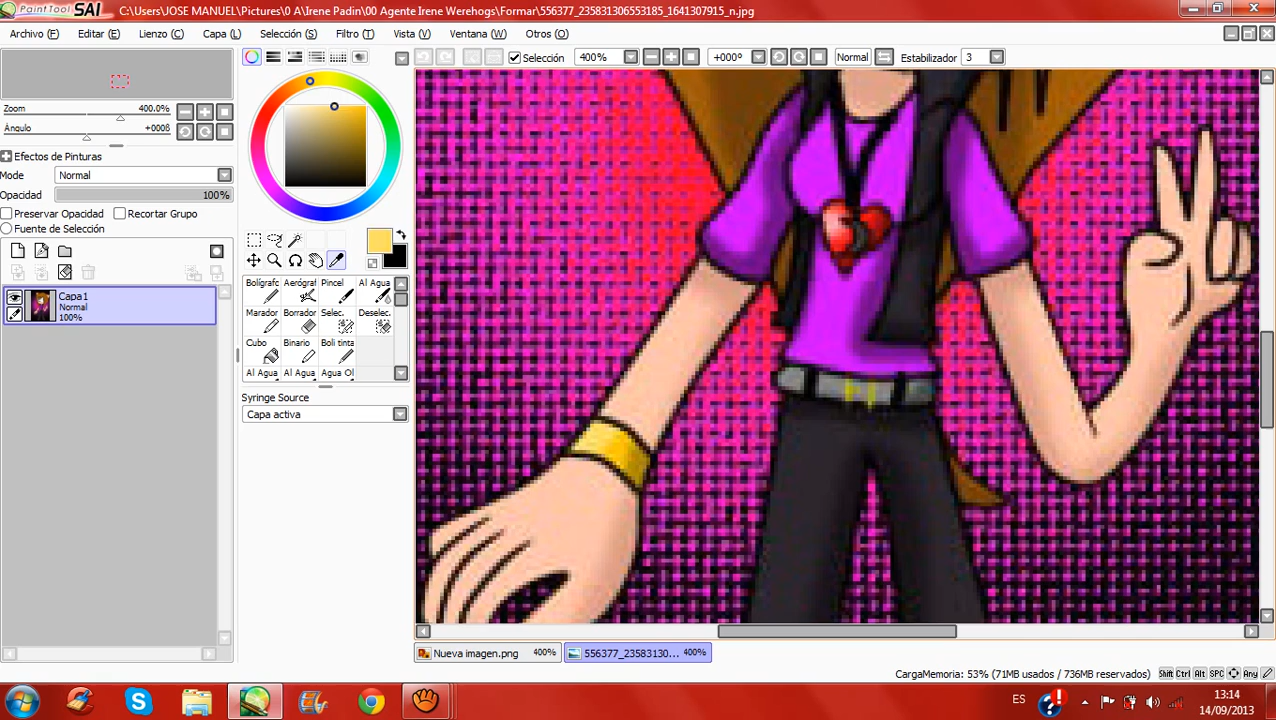 PaintTool SAI C:\Users\JOSE MANUEL\Pictures\0 A\Irene Padin\00 Agente Irene Werehogs\Formar\556377_235831306553185_1641307915_n.jpg
Archivo (F) Editar (E) Lienzo (C) Capa (L) Selección (S) Filtro (T) Vista (V) Ventana (W) Otros (O)
Selección 400% +000º Normal Estabilizador 3
Zoom 400.0%
Angulo +000ß
Efectos de Pinturas
Mode Normal
Opacidad 100%
Preservar Opacidad Recortar Grupo
Fuente de Selección
Capa1
Normal
100%
Bolígrafc Aerógraf Pincel Al Agua
Marador Borrador Selec. Deselec.
Cubo Binario Boli tinta
Al Agua Al Agua Agua Ol
Syringe Source
Capa activa
Nueva imagen.png 400% 556377_23583130... 400%
CargaMemoria: 53% (71MB usados / 736MB reservados) Shift Ctrl Alt SPC Any
ES 13:14
14/09/2013